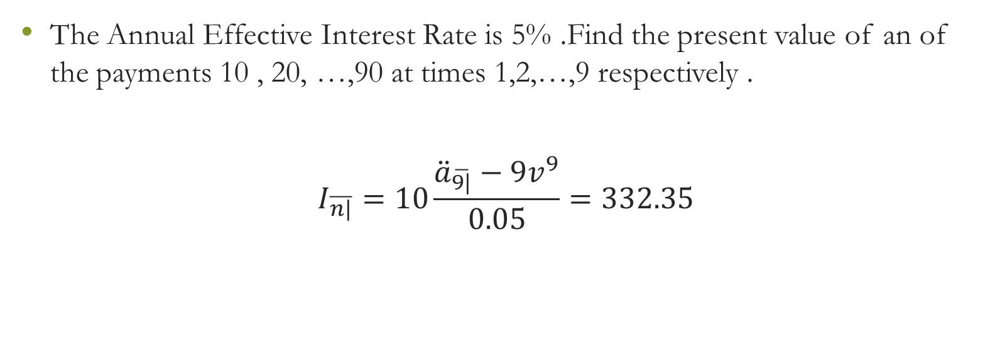 • The Annual Effective Interest Rate is 5% .Find the present value of an of
the payments 10 , 20, …,90 at times 1,2,…,9 respectively .
I_{\overline{n}|} = 10 \frac{ä_{\overline{9}|} − 9v^9}{0.05} = 332.35